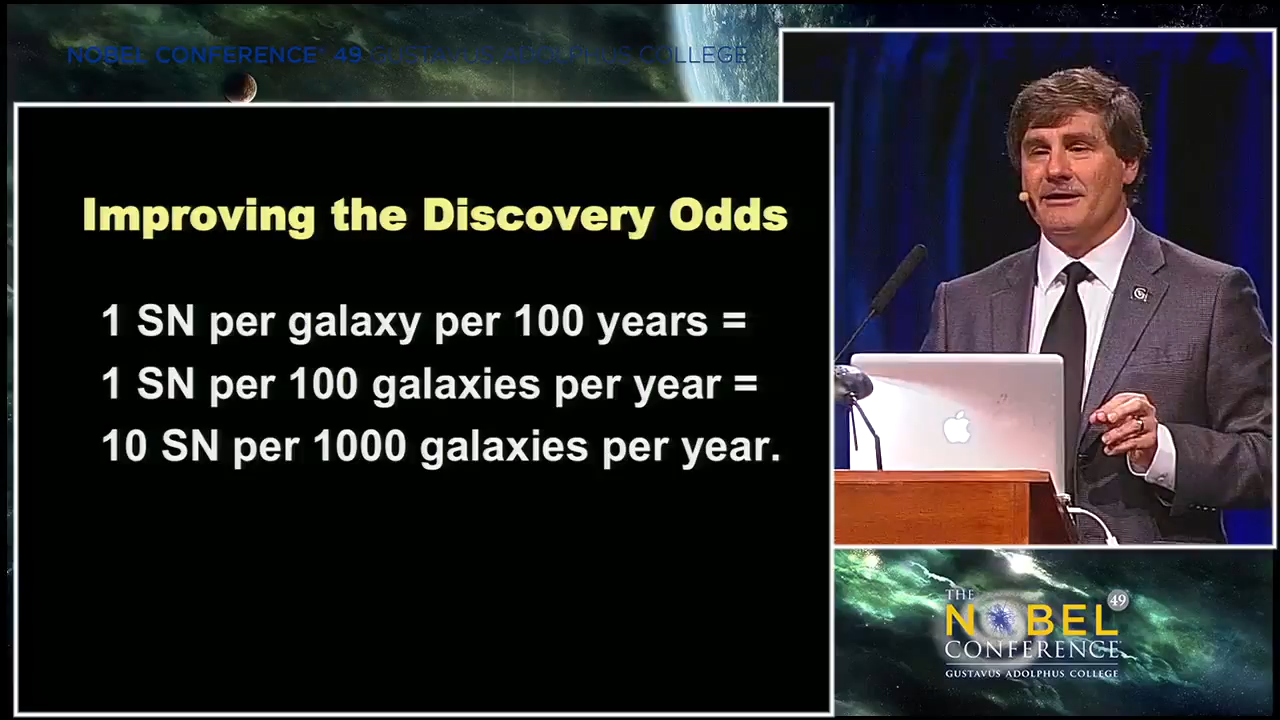 NOBEL CONFERENCE® 49 GUSTAVUS ADOLPHUS COLLEGE
Improving the Discovery Odds
1 SN per galaxy per 100 years =
1 SN per 100 galaxies per year =
10 SN per 1000 galaxies per year.
THE
49
NOBEL
CONFERENCE
GUSTAVUS ADOLPHUS COLLEGE